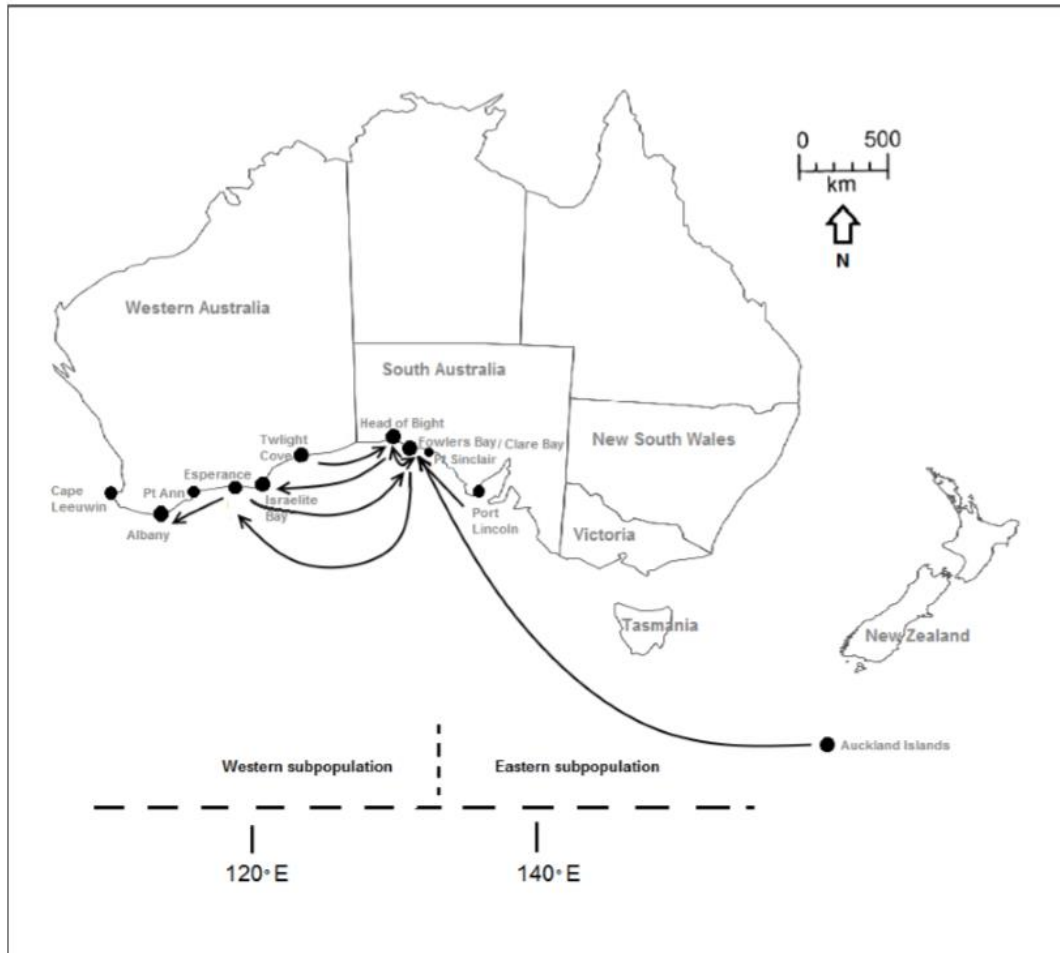 0 500
km
N
Western Australia
South Australia
Head of Bight
Twlight
Cove
Fowlers Bay / Clare Bay
Pt Sinclair
New South Wales
Esperance
Cape
Leeuwin
Pt Ann
Israelite
Bay
Port
Lincoln
Albany
Victoria
Tasmania
New Zealand
Auckland Islands
Western subpopulation
Eastern subpopulation
120°E
140°E